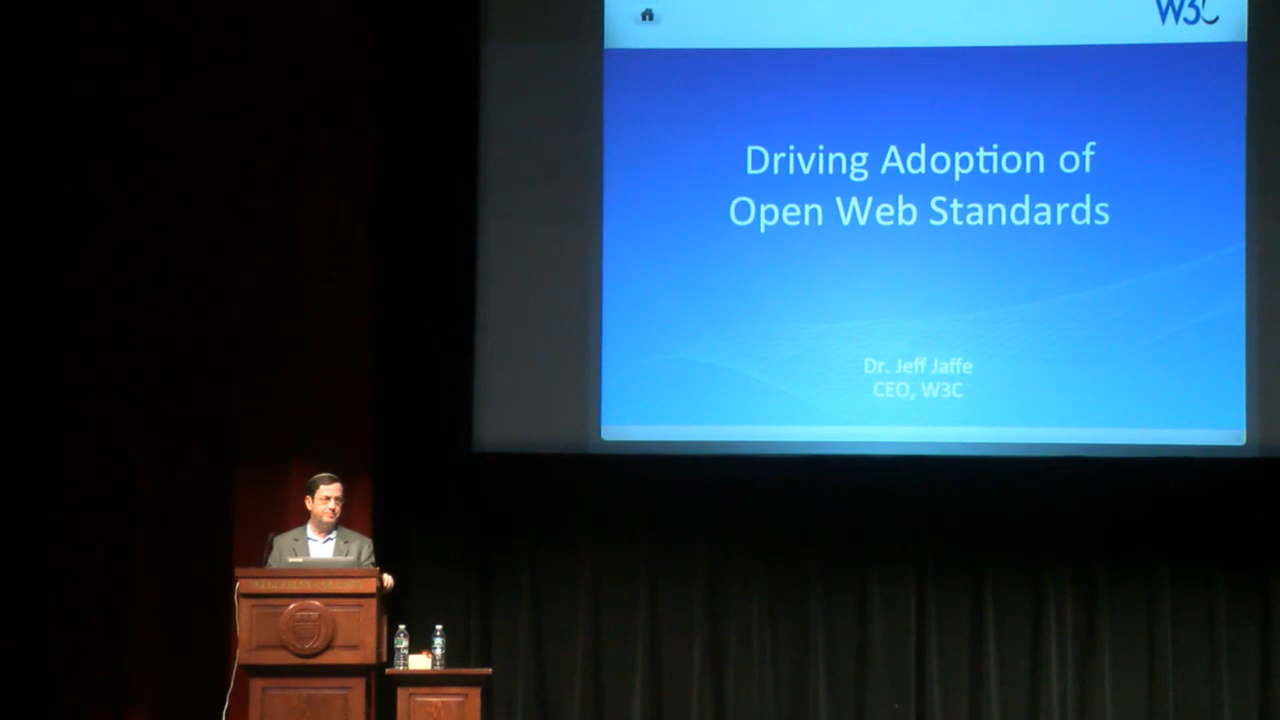 W3C
Driving Adoption of
Open Web Standards
Dr. Jeff Jaffe
CEO, W3C